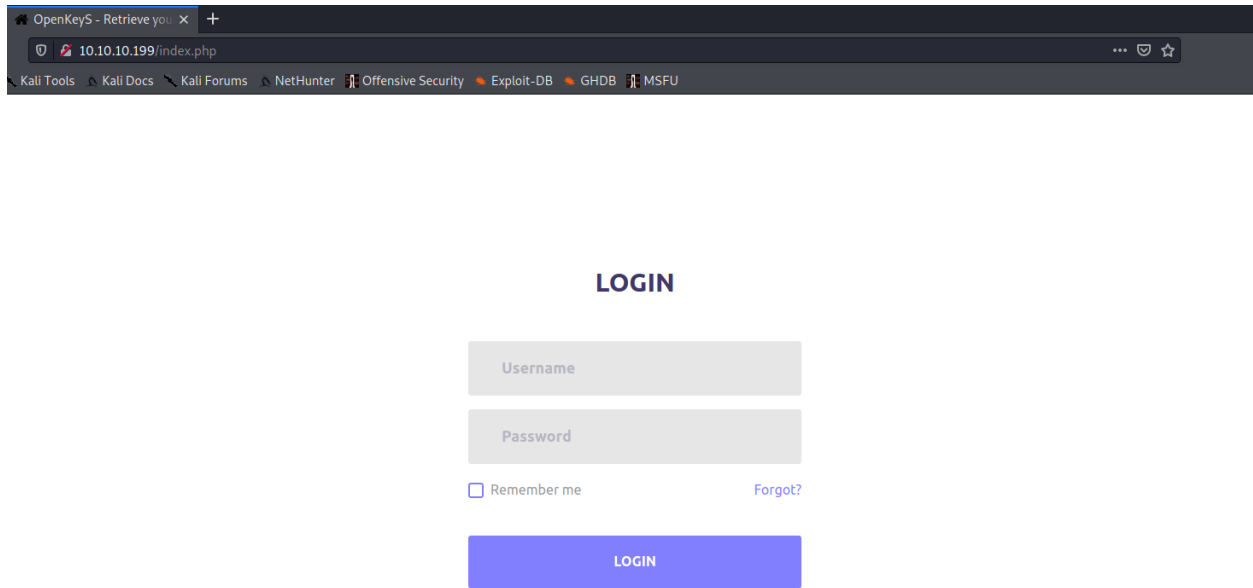 OpenKeyS - Retrieve you
10.10.10.199/index.php
Kali Tools Kali Docs Kali Forums NetHunter Offensive Security Exploit-DB GHDB MSFU
LOGIN
Username
Password
Remember me Forgot?
LOGIN